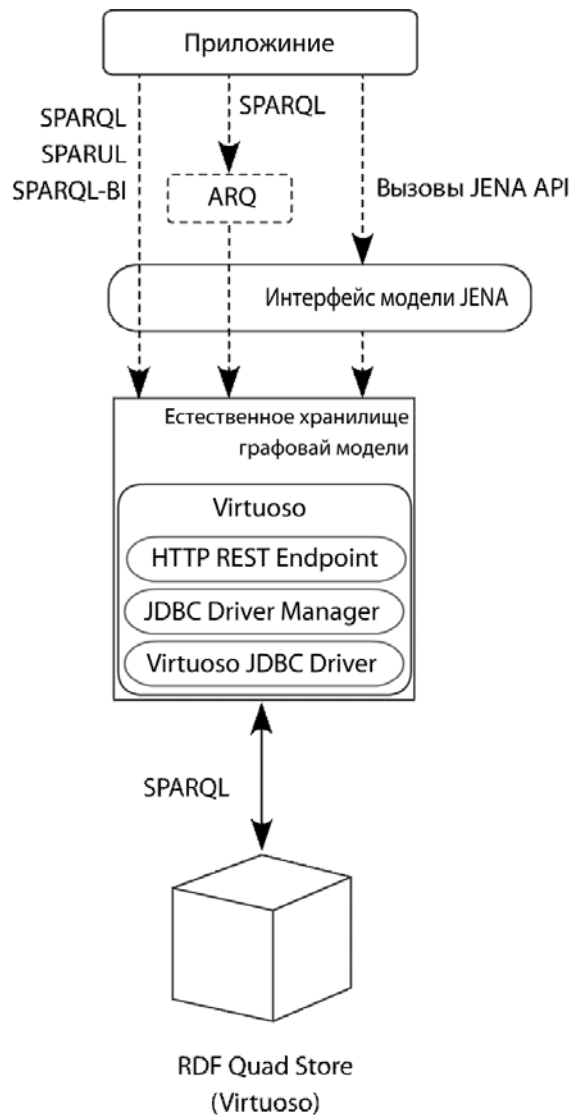 Приложиние
SPARQL
SPARUL
SPARQL-BI
SPARQL
ARQ
Вызовы JENA API
Интерфейс модели JENA
Естественное хранилище
графовай модели
Virtuoso
HTTP REST Endpoint
JDBC Driver Manager
Virtuoso JDBC Driver
SPARQL
RDF Quad Store
(Virtuoso)